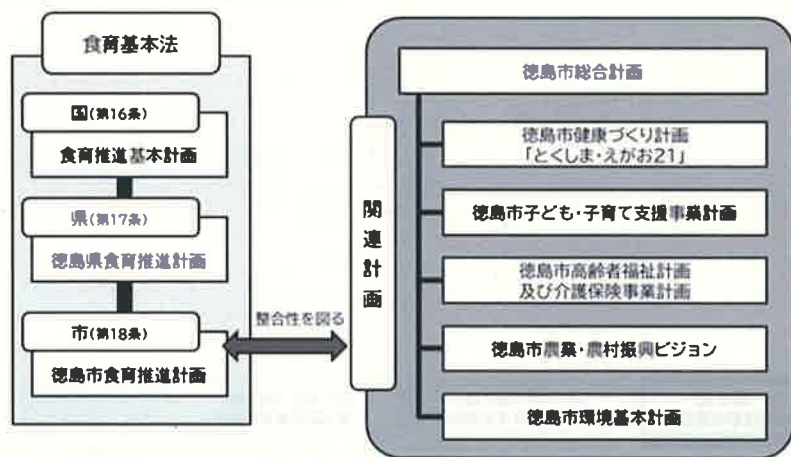 食育基本法
国(第16条)
食育推進基本計画
県(第17条)
徳島県食育推進計画
市(第18条)
徳島市食育推進計画
整合性を図る
関連計画
徳島市総合計画
徳島市健康づくり計画
「とくしま・えがお21」
徳島市子ども・子育て支援事業計画
徳島市高齢者福祉計画
及び介護保険事業計画
徳島市農業・農村振興ビジョン
徳島市環境基本計画